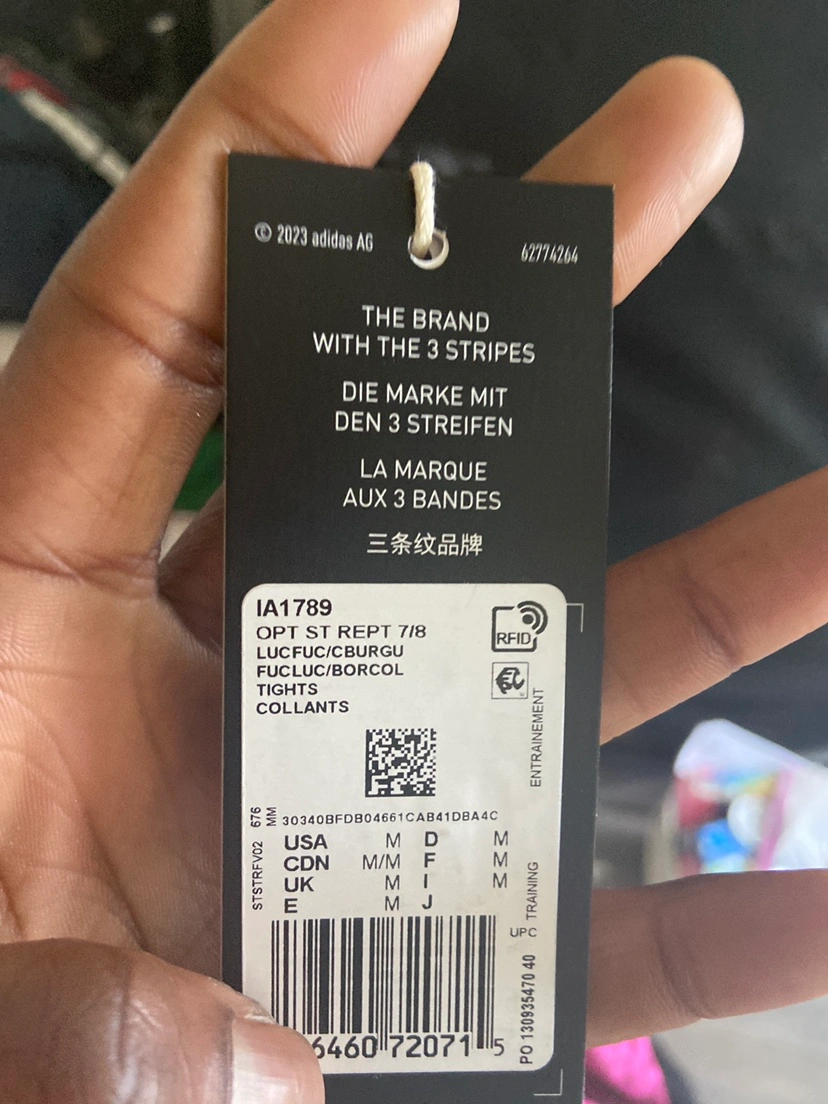 © 2023 adidas AG
62774264
THE BRAND
WITH THE 3 STRIPES
DIE MARKE MIT
DEN 3 STREIFEN
LA MARQUE
AUX 3 BANDES
三条纹品牌
IA1789
OPT ST REPT 7/8
LUCFUC/CBURGU
FUCLUC/BORCOL
TIGHTS
COLLANTS
RFID
ENTRAINEMENT
676
MM
30340BFDB04661CAB41DBA4C
STSTRFV02
USA M D M
CDN M/M F M
UK M I M
E M J
TRAINING
UPC
PO 130935470 40
6460 72071 5